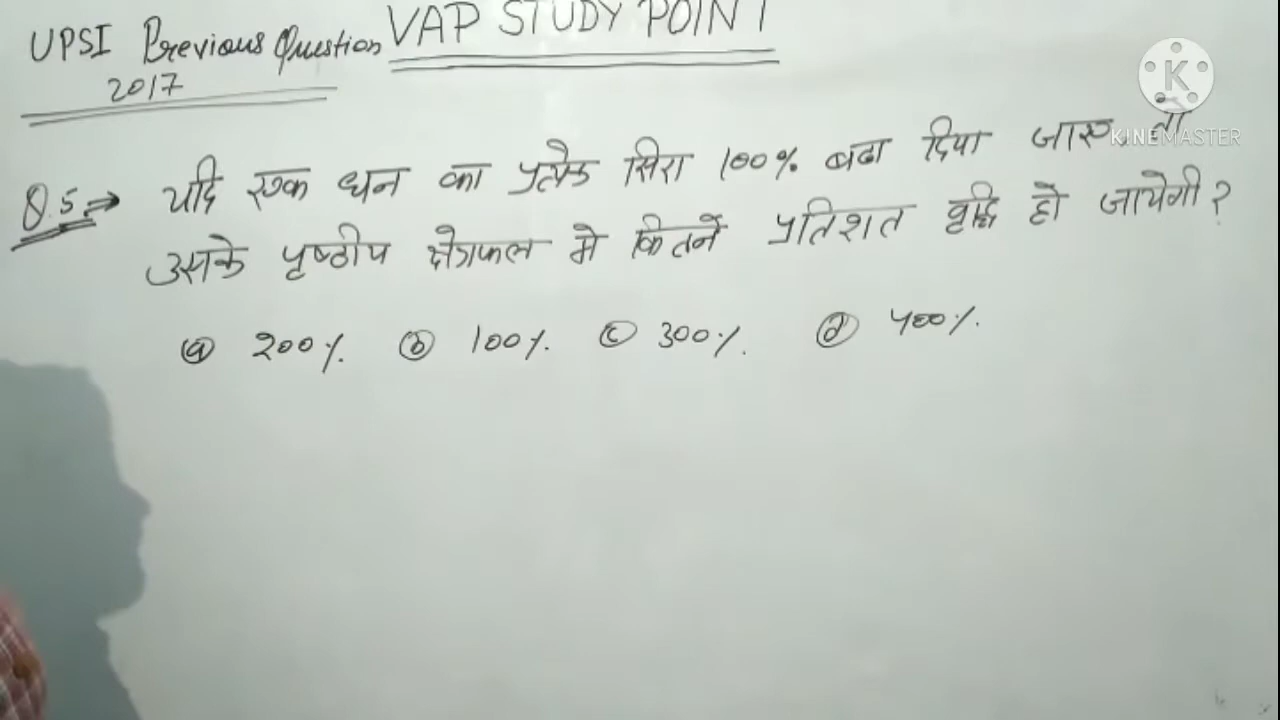 UPSI Previous Question VAP STUDY POINT
2017
KINEMASTER
Q.5 → यदि एक धन का प्रत्येक सिरा 100% बढा दिया जाए तो
उसके पृष्ठीय क्षेत्रफल मे कितनें प्रतिशत वृद्धि हो जायेगी?
ⓐ 200% ⓑ 100% ⓒ 300% ⓓ 400%